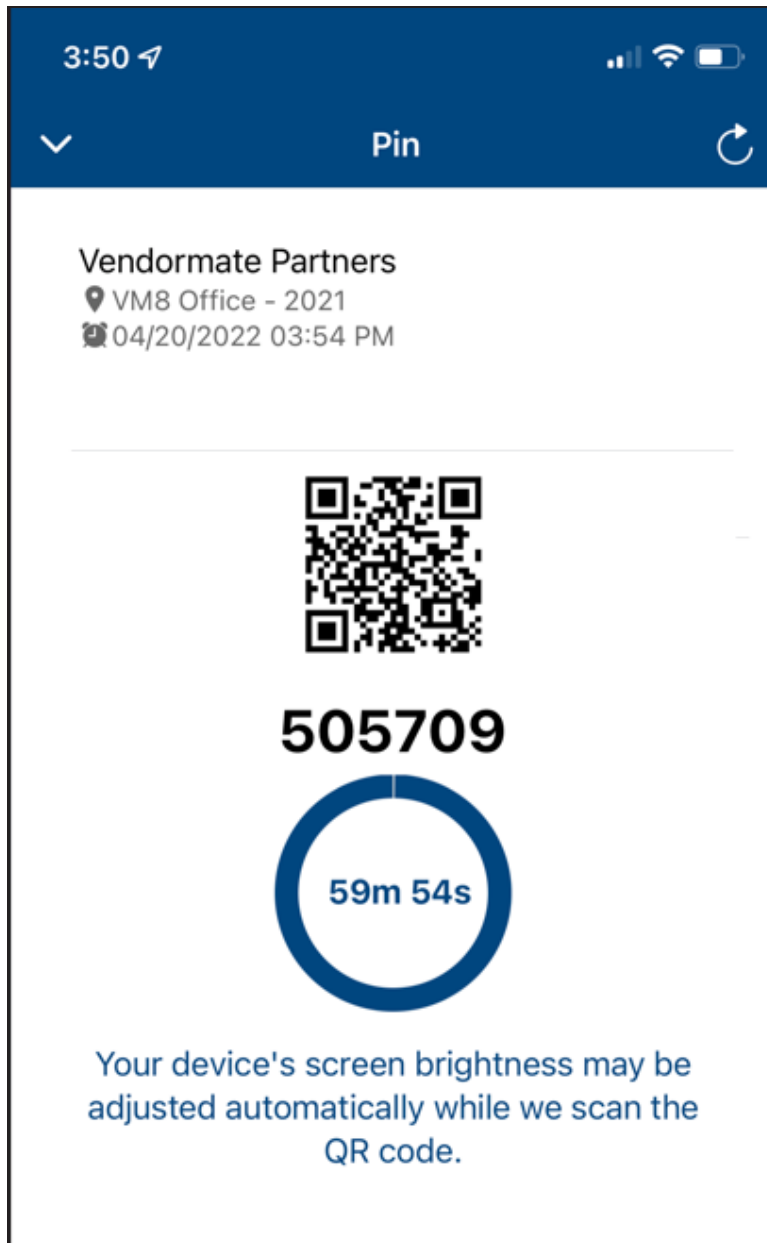 3:50
Pin
Vendormate Partners
VM8 Office - 2021
04/20/2022 03:54 PM
505709
59m 54s
Your device's screen brightness may be
adjusted automatically while we scan the
QR code.